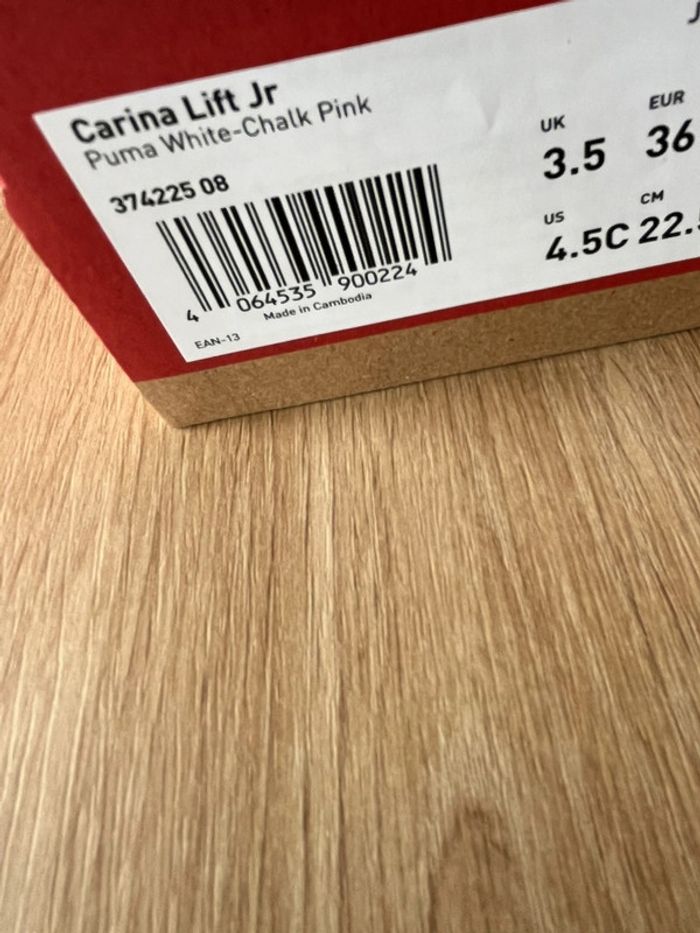 Carina Lift Jr
Puma White-Chalk Pink
374225 08
4 064535 900224
Made in Cambodia
EAN-13
UK EUR
3.5 36
US CM
4.5C 22.